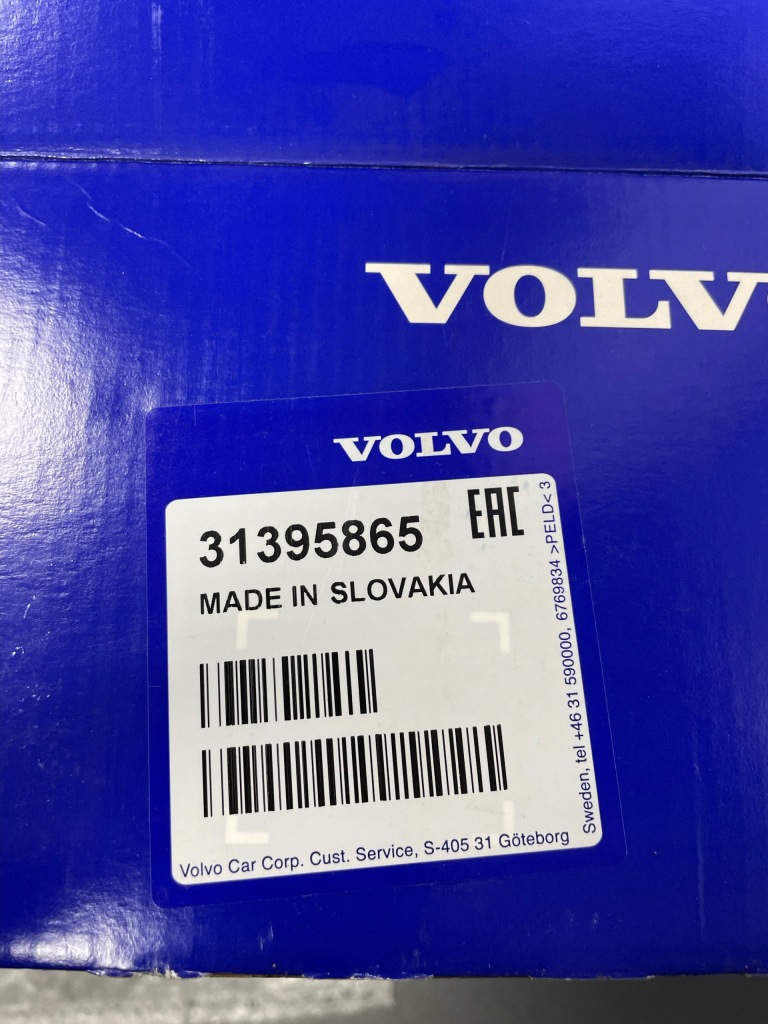 VOLV
VOLVO
EAC
31395865
MADE IN SLOVAKIA
Volvo Car Corp. Cust. Service, S-405 31 Göteborg
Sweden, tel +46 31 590000, 6769834 >PELD< 3